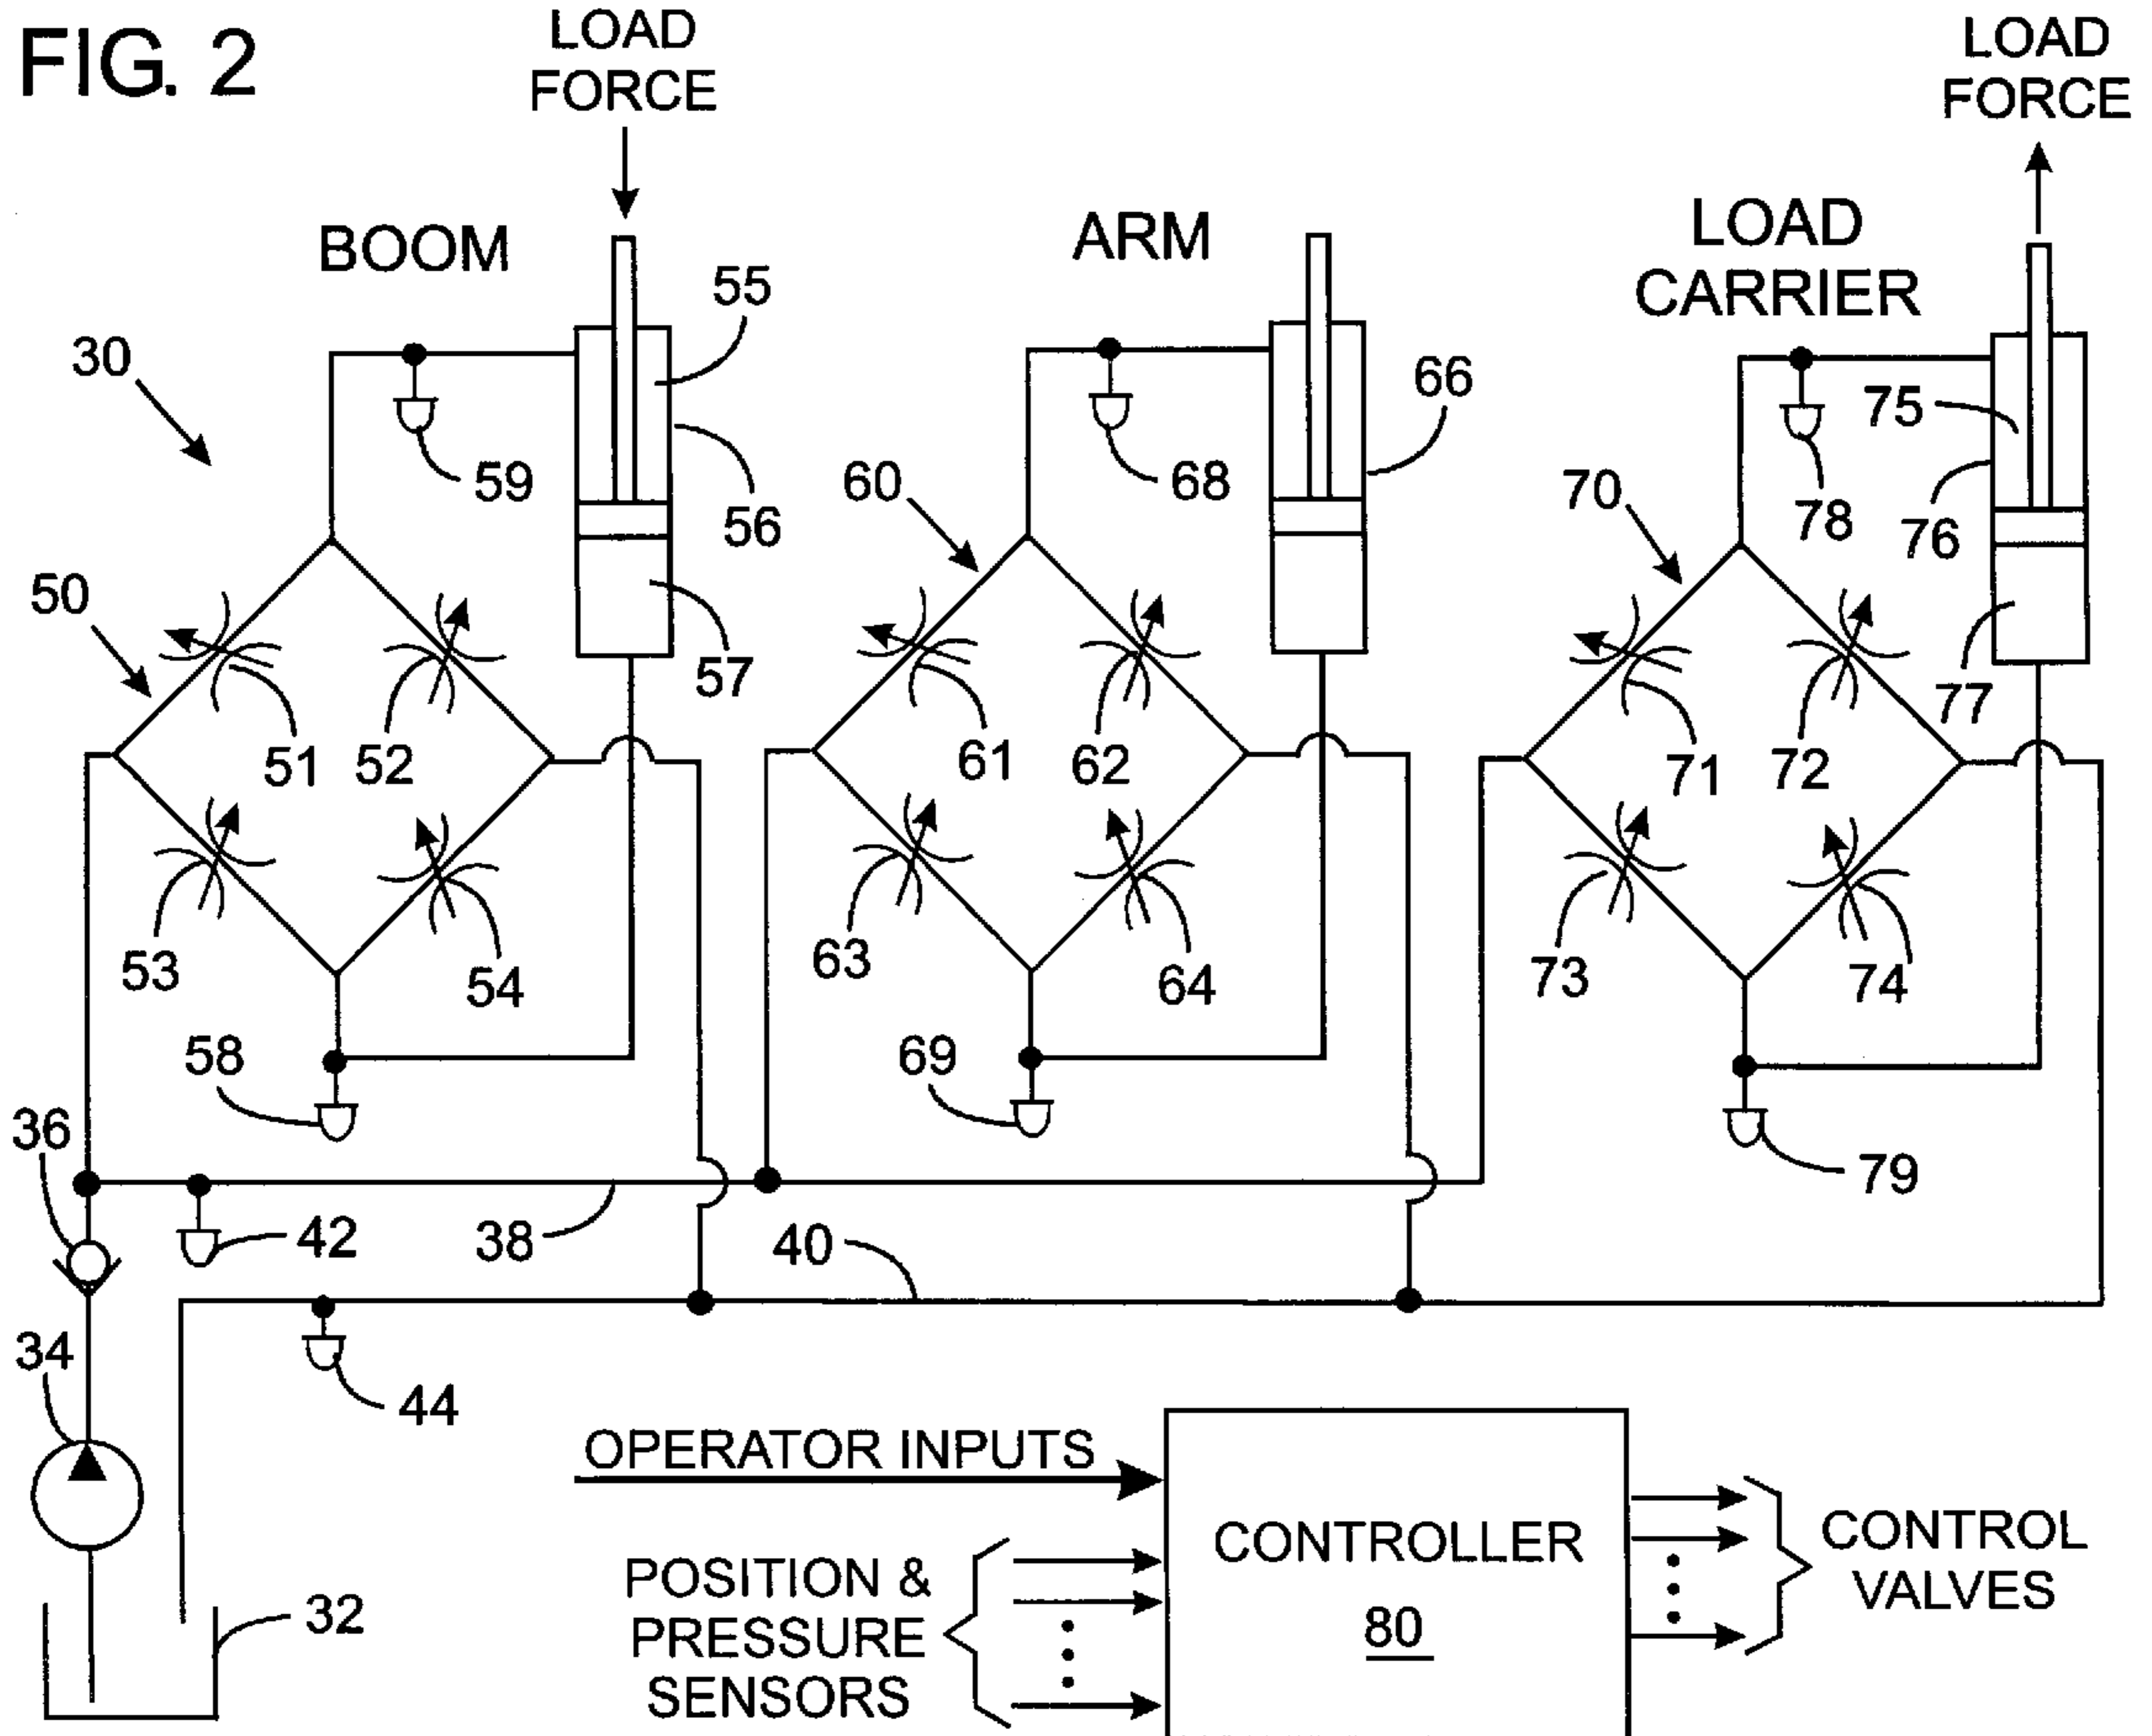 FIG. 2
LOAD
FORCE
LOAD
FORCE
BOOM
ARM
LOAD
CARRIER
30
55
56
59
57
50
51
52
53
54
58
60
66
68
61
62
63
64
69
70
75
76
78
77
71
72
73
74
79
36
42
38
40
34
44
32
OPERATOR INPUTS
POSITION &
PRESSURE
SENSORS
CONTROLLER
80
CONTROL
VALVES